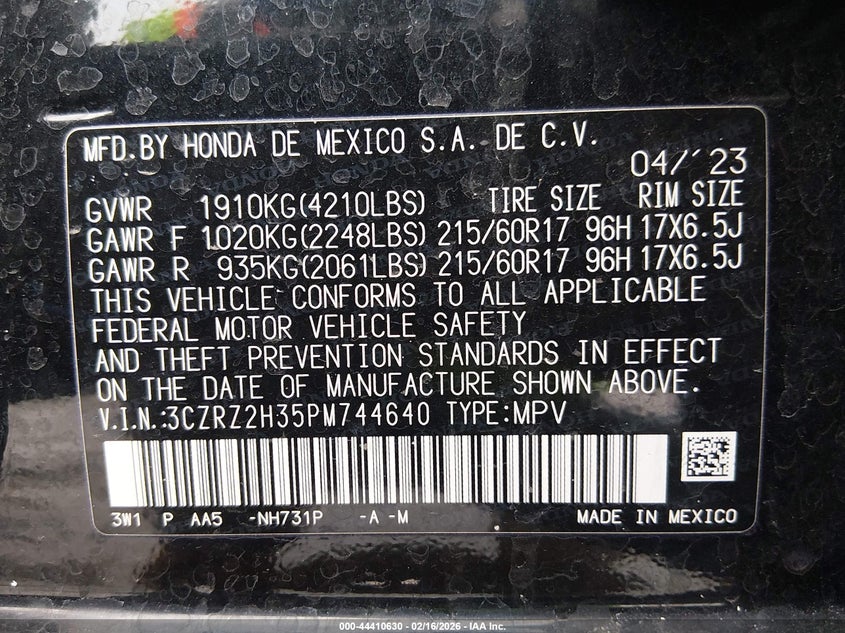 MFD.BY HONDA DE MEXICO S.A. DE C.V.
04/'23
GVWR 1910KG(4210LBS) TIRE SIZE RIM SIZE
GAWR F 1020KG(2248LBS) 215/60R17 96H 17X6.5J
GAWR R 935KG(2061LBS) 215/60R17 96H 17X6.5J
THIS VEHICLE CONFORMS TO ALL APPLICABLE
FEDERAL MOTOR VEHICLE SAFETY
AND THEFT PREVENTION STANDARDS IN EFFECT
ON THE DATE OF MANUFACTURE SHOWN ABOVE.
V.I.N.:3CZRZ2H35PM744640 TYPE:MPV
3W1 P AA5 -NH731P -A -M MADE IN MEXICO
000-44410630 - 02/16/2026 - IAA Inc.